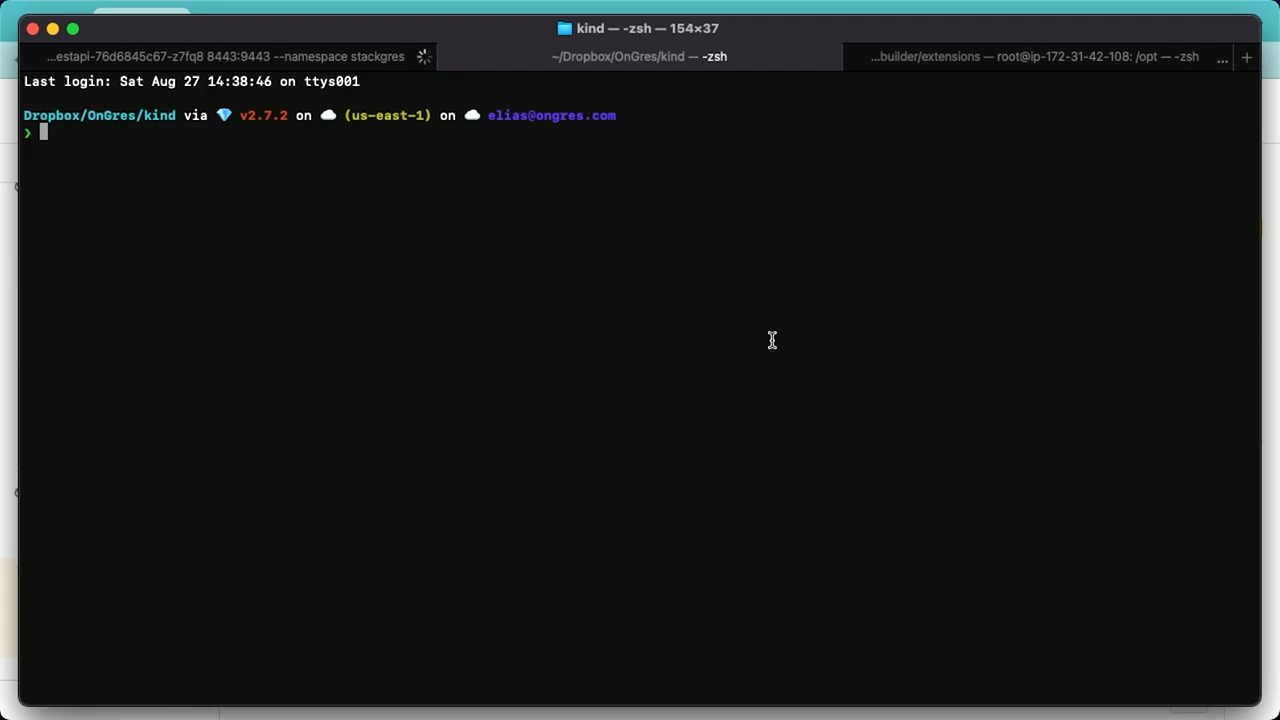 kind — -zsh — 154×37
...estapi-76d6845c67-z7fq8 8443:9443 --namespace stackgres
~/Dropbox/OnGres/kind — -zsh
...builder/extensions — root@ip-172-31-42-108: /opt — -zsh ...
Last login: Sat Aug 27 14:38:46 on ttys001
Dropbox/OnGres/kind via 💎 v2.7.2 on ☁️ (us-east-1) on ☁️ elias@ongres.com
❯